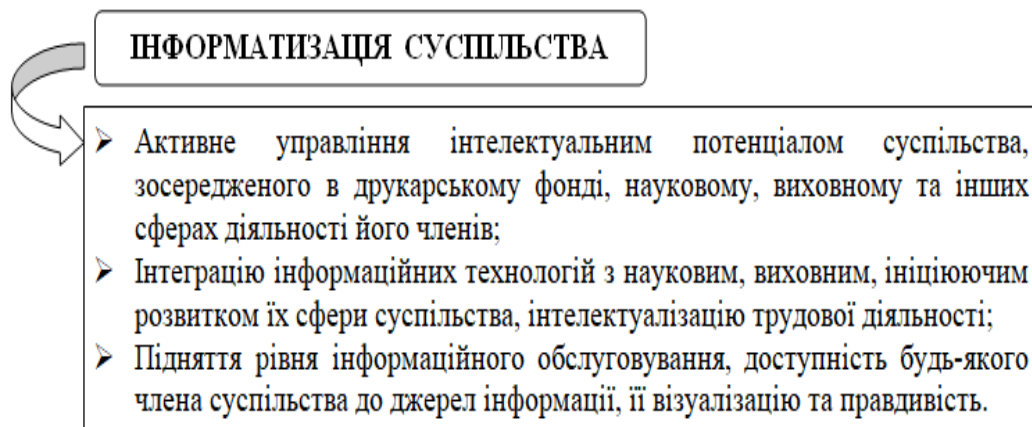 ІНФОРМАТИЗАЦІЯ СУСПІЛЬСТВА
➢ Активне управління інтелектуальним потенціалом суспільства,
зосередженого в друкарському фонді, науковому, виховному та інших
сферах діяльності його членів;
➢ Інтеграцію інформаційних технологій з науковим, виховним, ініціюючим
розвитком їх сфери суспільства, інтелектуалізацію трудової діяльності;
➢ Підняття рівня інформаційного обслуговування, доступність будь-якого
члена суспільства до джерел інформації, її візуалізацію та правдивість.